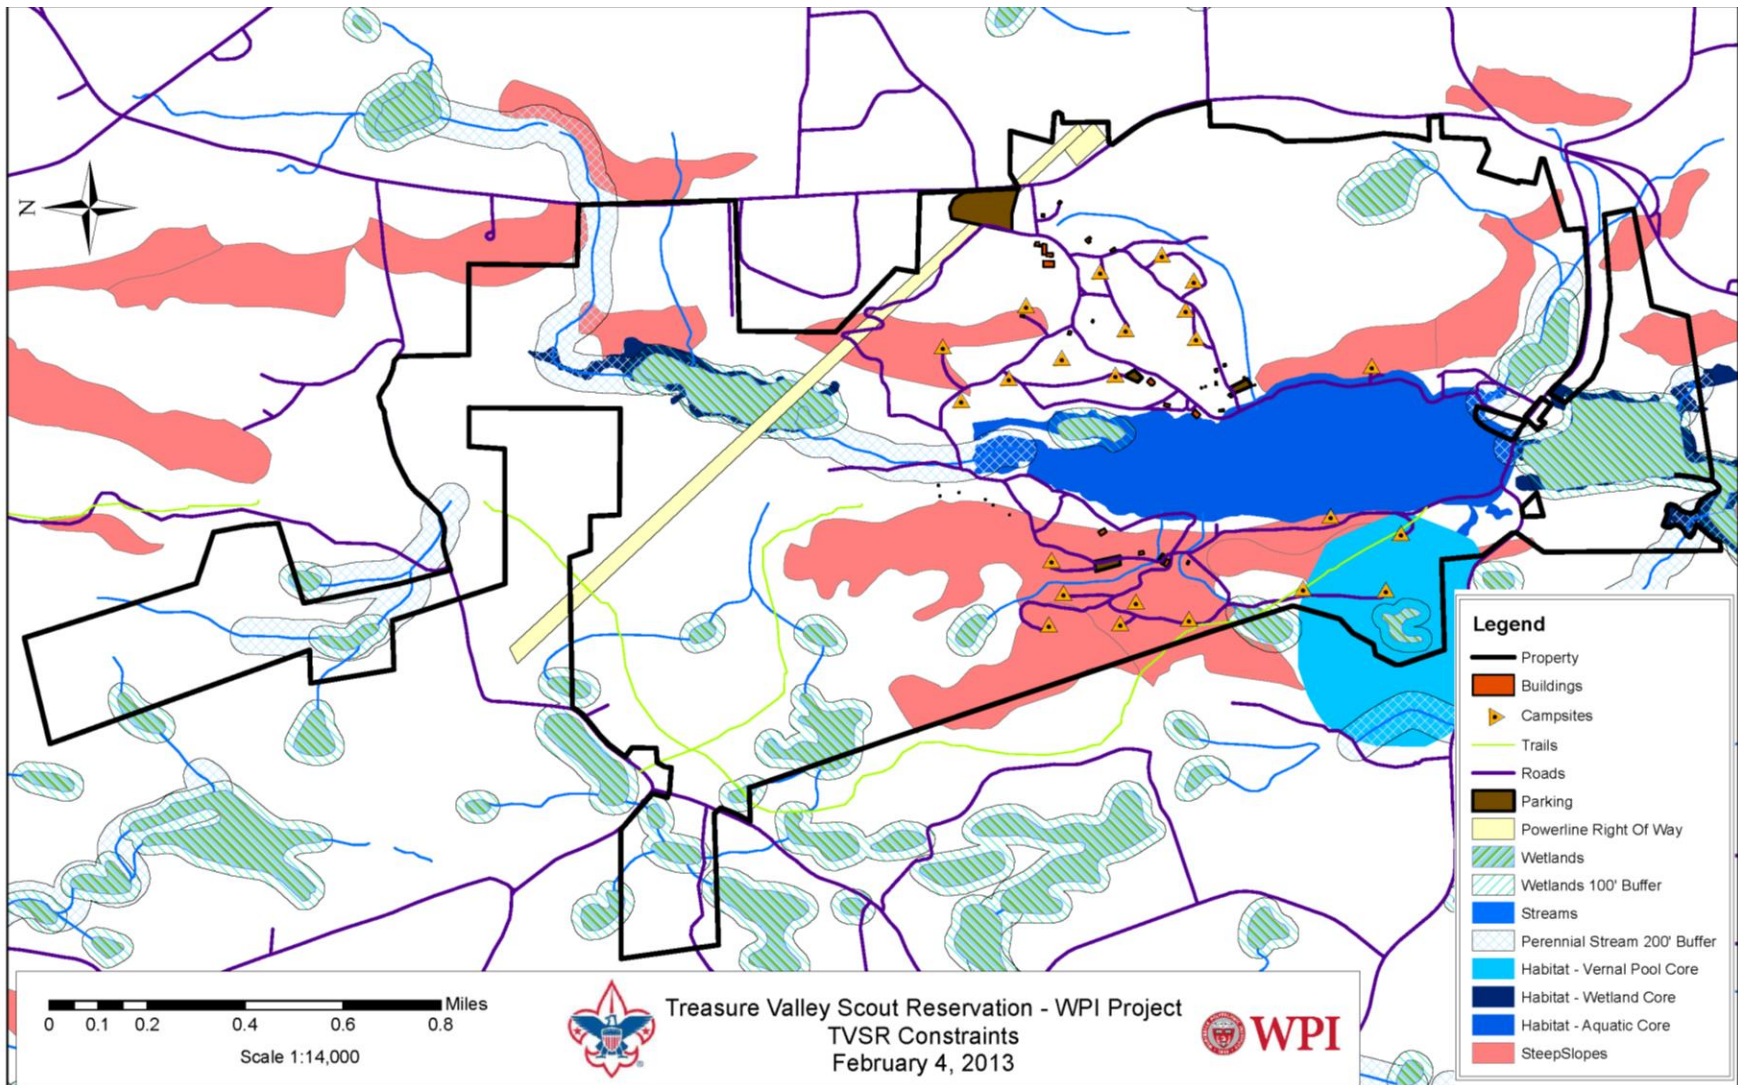 N
Legend
Property
Buildings
Campsites
Trails
Roads
Parking
Powerline Right Of Way
Wetlands
Wetlands 100' Buffer
Streams
Perennial Stream 200' Buffer
Habitat - Vernal Pool Core
Habitat - Wetland Core
Habitat - Aquatic Core
SteepSlopes
Miles
0 0.1 0.2 0.4 0.6 0.8
Scale 1:14,000
Treasure Valley Scout Reservation - WPI Project
TVSR Constraints
February 4, 2013
WPI